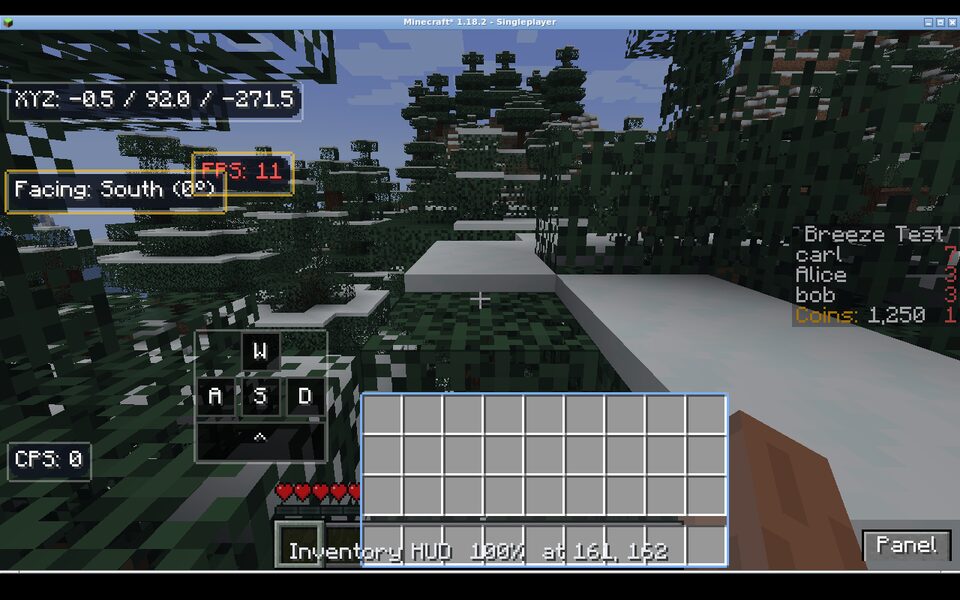 Minecraft* 1.18.2 - Singleplayer
XYZ: -0.5 / 92.0 / -271.5
FPS: 11
Facing: South (0°)
Breeze Test
carl 7
Alice 3
bob 3
Coins: 1,250 1
W
A S D
^
CPS: 0
Inventory HUD 100% at 161, 162
Panel